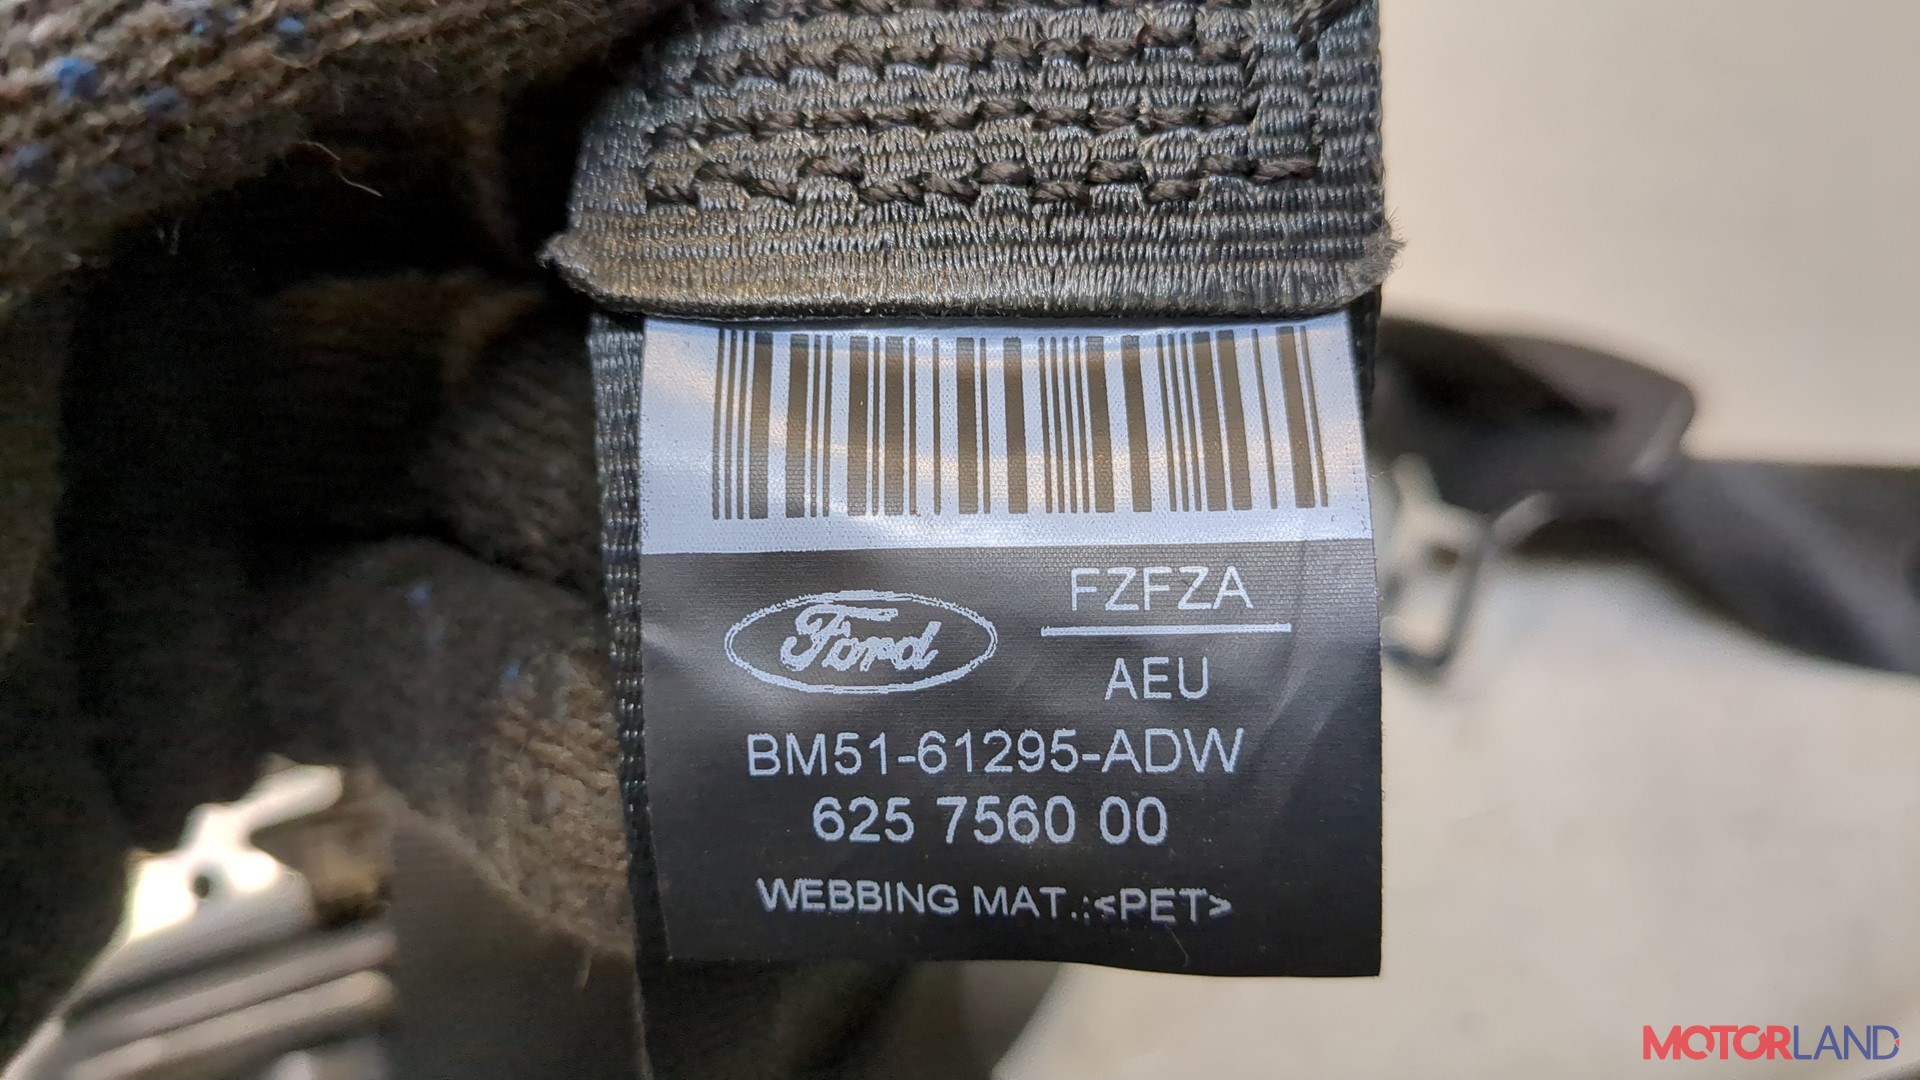 Ford
FZFZA
AEU
BM51-61295-ADW
625 7560 00
WEBBING MAT.:<PET>
MOTORLAND